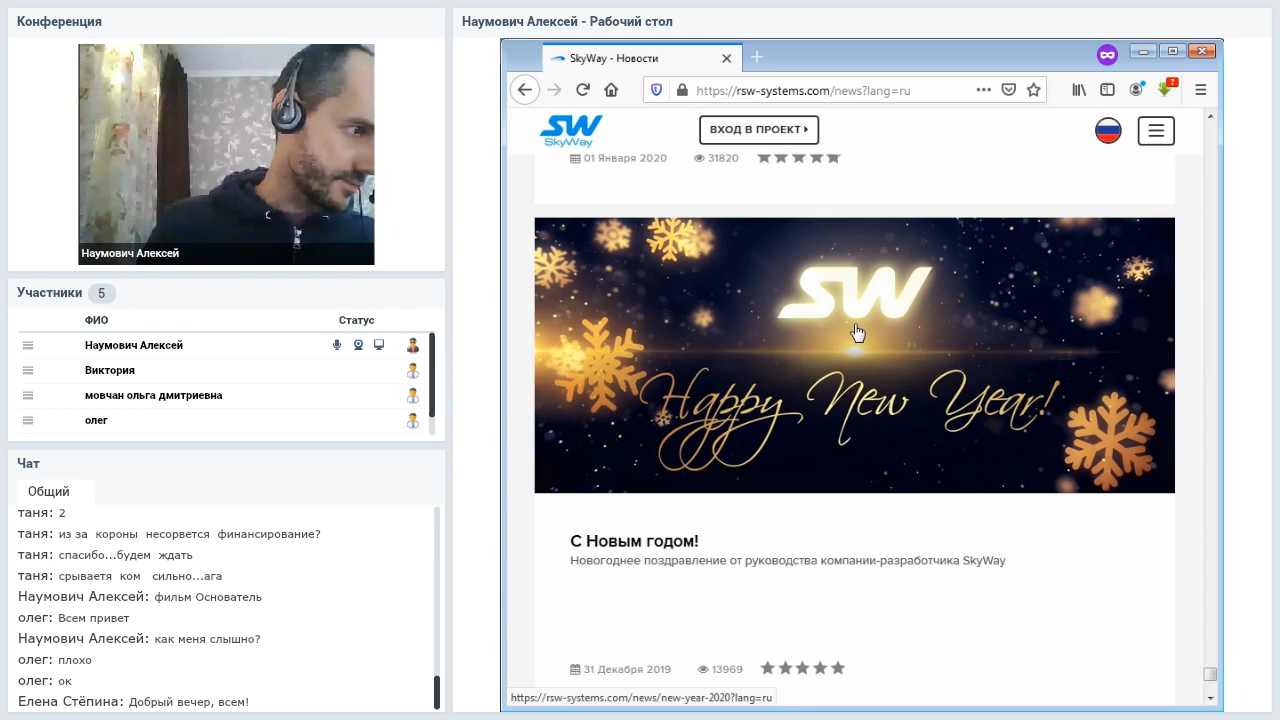 Конференция
Наумович Алексей
Участники 5
ФИО Статус
Наумович Алексей
Виктория
мовчан ольга дмитриевна
олег
Чат
Общий
таня: 2
таня: из за короны несорвется финансирование?
таня: спасибо...будем ждать
таня: срываетя ком сильно...ага
Наумович Алексей: фильм Основатель
олег: Всем привет
Наумович Алексей: как меня слышно?
олег: плохо
олег: ок
Елена Стёпина: Добрый вечер, всем!
Наумович Алексей - Рабочий стол
SkyWay - Новости
https://rsw-systems.com/news?lang=ru
?
SW
SkyWay
ВХОД В ПРОЕКТ
01 Января 2020 31820
SW
Happy New Year!
С Новым годом!
Новогоднее поздравление от руководства компании-разработчика SkyWay
31 Декабря 2019 13969
https://rsw-systems.com/news/new-year-2020?lang=ru